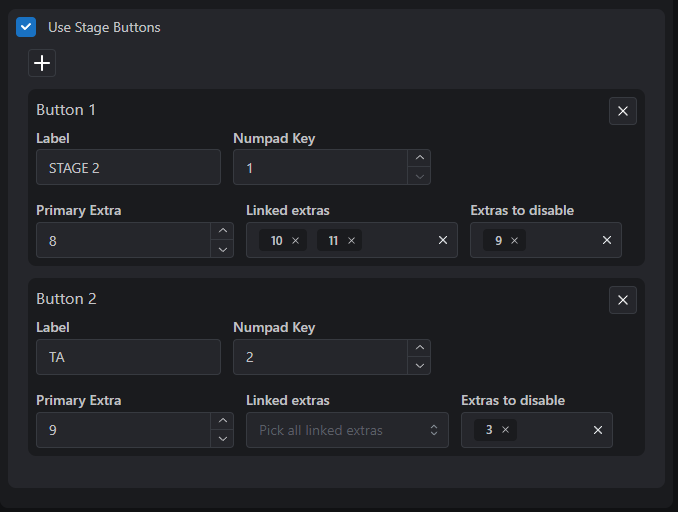 Use Stage Buttons
Button 1
Label Numpad Key
STAGE 2 1
Primary Extra Linked extras Extras to disable
8 10 11 9
Button 2
Label Numpad Key
TA 2
Primary Extra Linked extras Extras to disable
9 Pick all linked extras 3